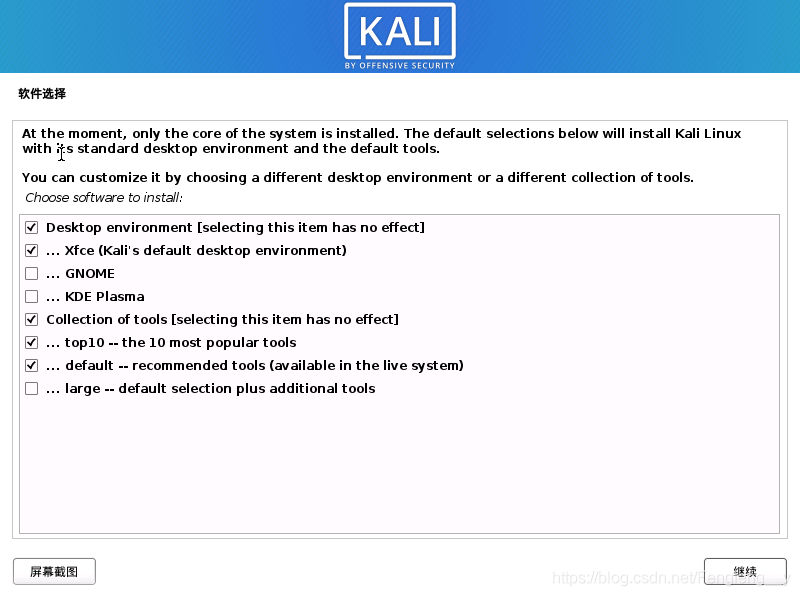 KALI
BY OFFENSIVE SECURITY
软件选择
At the moment, only the core of the system is installed. The default selections below will install Kali Linux
with its standard desktop environment and the default tools.
You can customize it by choosing a different desktop environment or a different collection of tools.
Choose software to install:
Desktop environment [selecting this item has no effect]
... Xfce (Kali's default desktop environment)
... GNOME
... KDE Plasma
Collection of tools [selecting this item has no effect]
... top10 -- the 10 most popular tools
... default -- recommended tools (available in the live system)
... large -- default selection plus additional tools
屏幕截图
继续